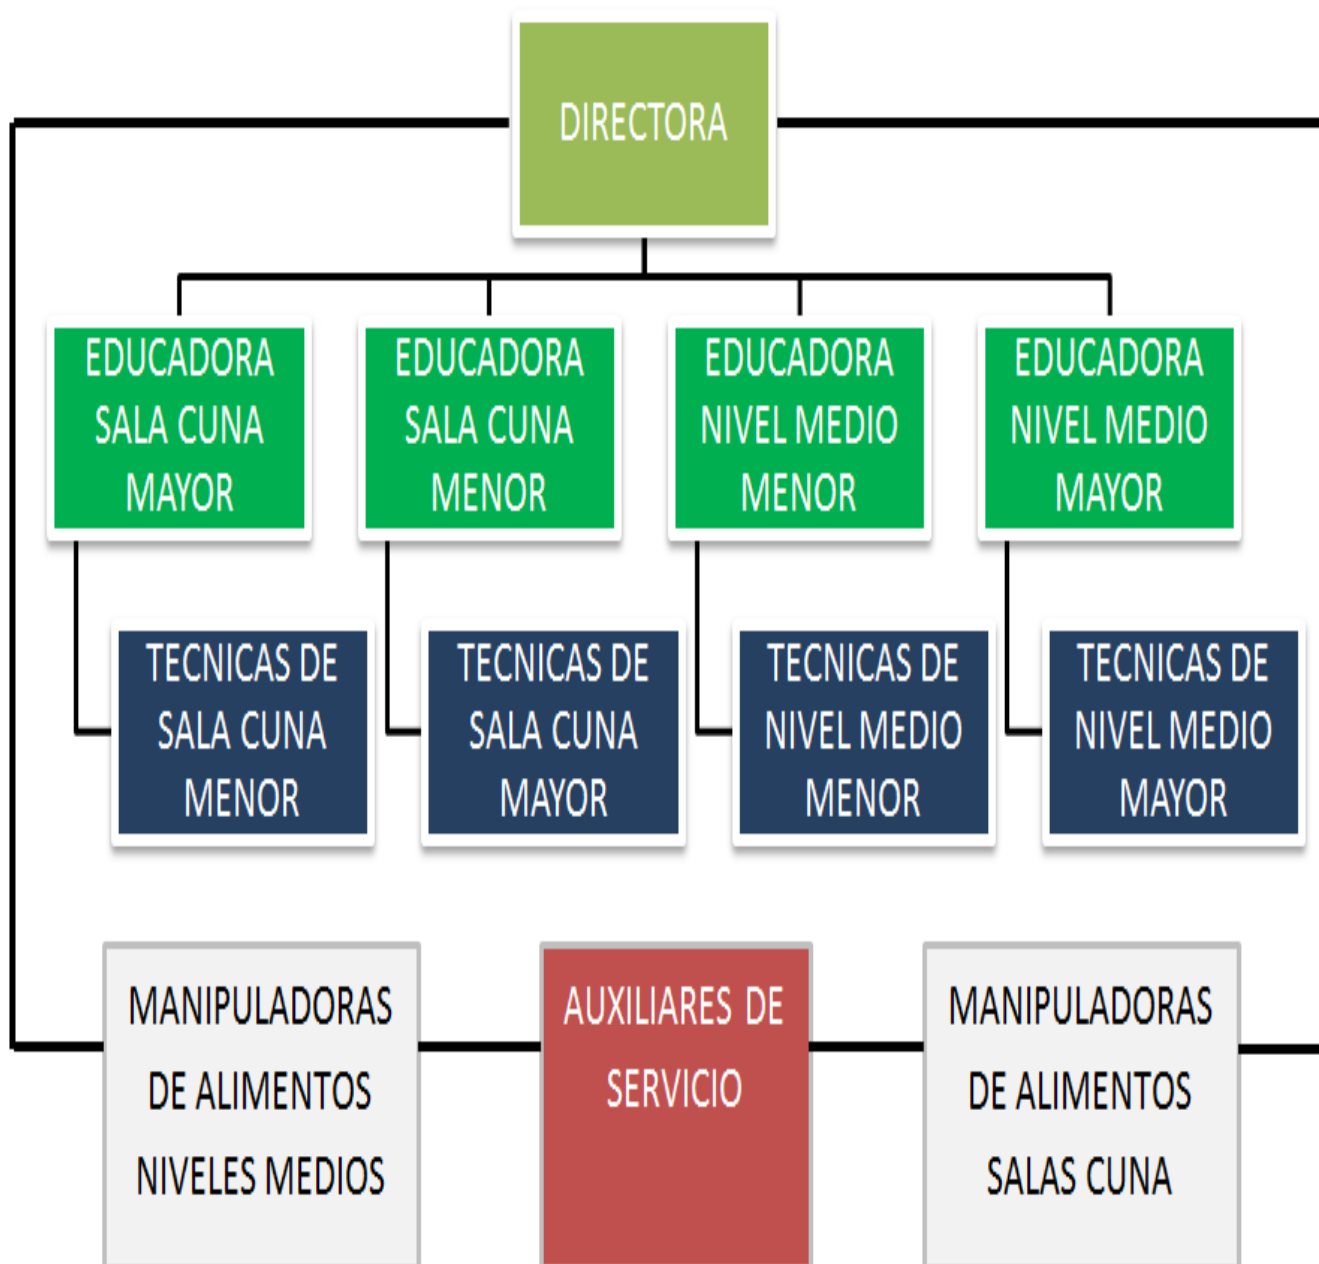 DIRECTORA
EDUCADORA
SALA CUNA
MAYOR
EDUCADORA
SALA CUNA
MENOR
EDUCADORA
NIVEL MEDIO
MENOR
EDUCADORA
NIVEL MEDIO
MAYOR
TECNICAS DE
SALA CUNA
MENOR
TECNICAS DE
SALA CUNA
MAYOR
TECNICAS DE
NIVEL MEDIO
MENOR
TECNICAS DE
NIVEL MEDIO
MAYOR
MANIPULADORAS
DE ALIMENTOS
NIVELES MEDIOS
AUXILIARES DE
SERVICIO
MANIPULADORAS
DE ALIMENTOS
SALAS CUNA